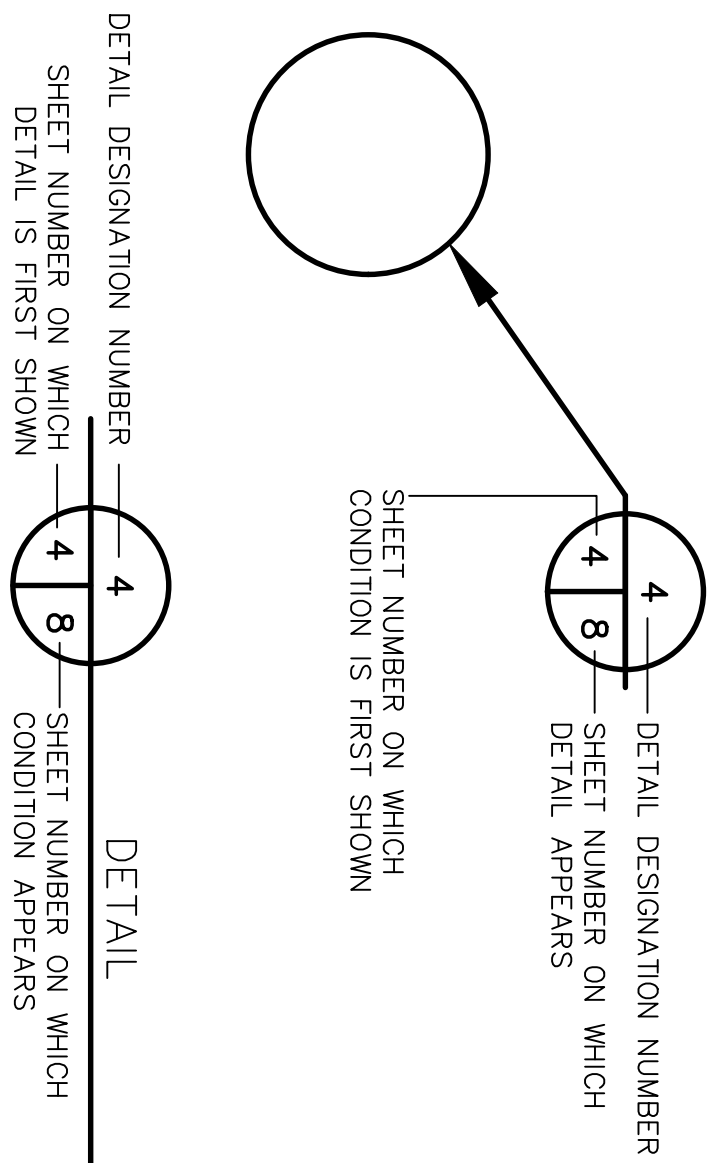 4
DETAIL DESIGNATION NUMBER
4
8
SHEET NUMBER ON WHICH
DETAIL APPEARS
SHEET NUMBER ON WHICH
CONDITION IS FIRST SHOWN
DETAIL DESIGNATION NUMBER
4
DETAIL
SHEET NUMBER ON WHICH
DETAIL IS FIRST SHOWN
4
8
SHEET NUMBER ON WHICH
CONDITION APPEARS